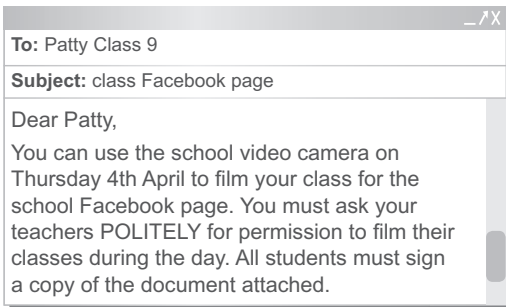 To: Patty Class 9
Subject: class Facebook page
Dear Patty,
You can use the school video camera on
Thursday 4th April to film your class for the
school Facebook page. You must ask your
teachers POLITELY for permission to film their
classes during the day. All students must sign
a copy of the document attached.